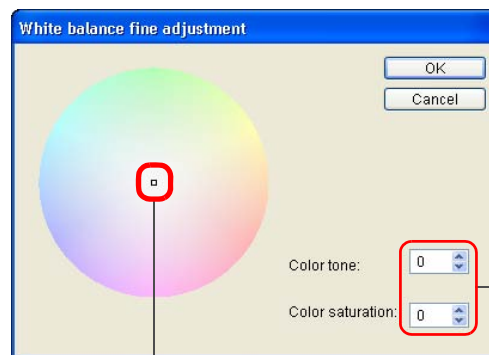 White balance fine adjustment
OK
Cancel
Color tone: 0
Color saturation: 0